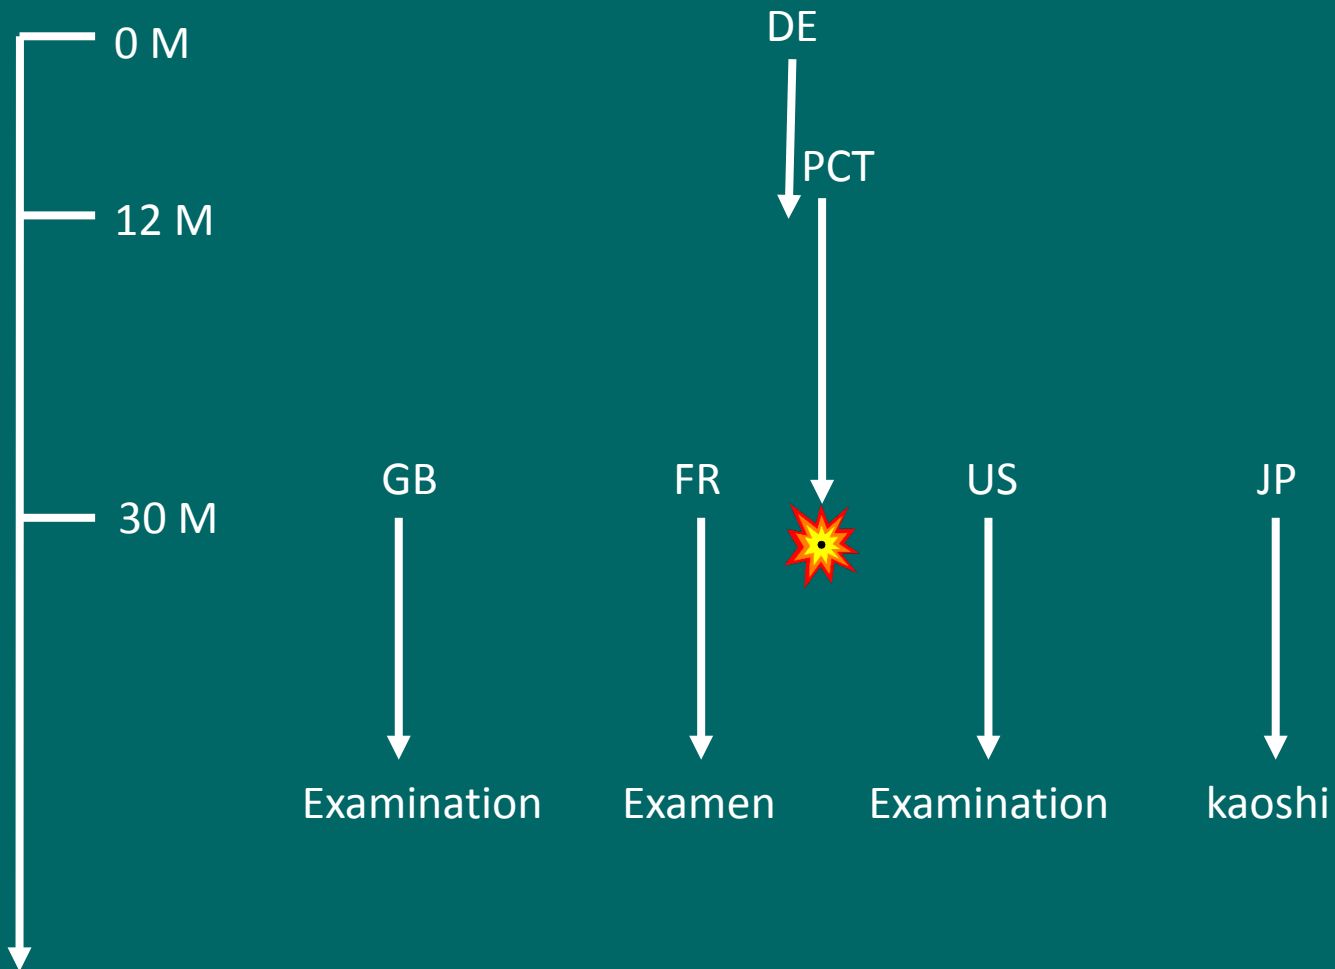 DE
0 M
PCT
12 M
GB
FR
US
JP
30 M
Examination
Examen
Examination
kaoshi